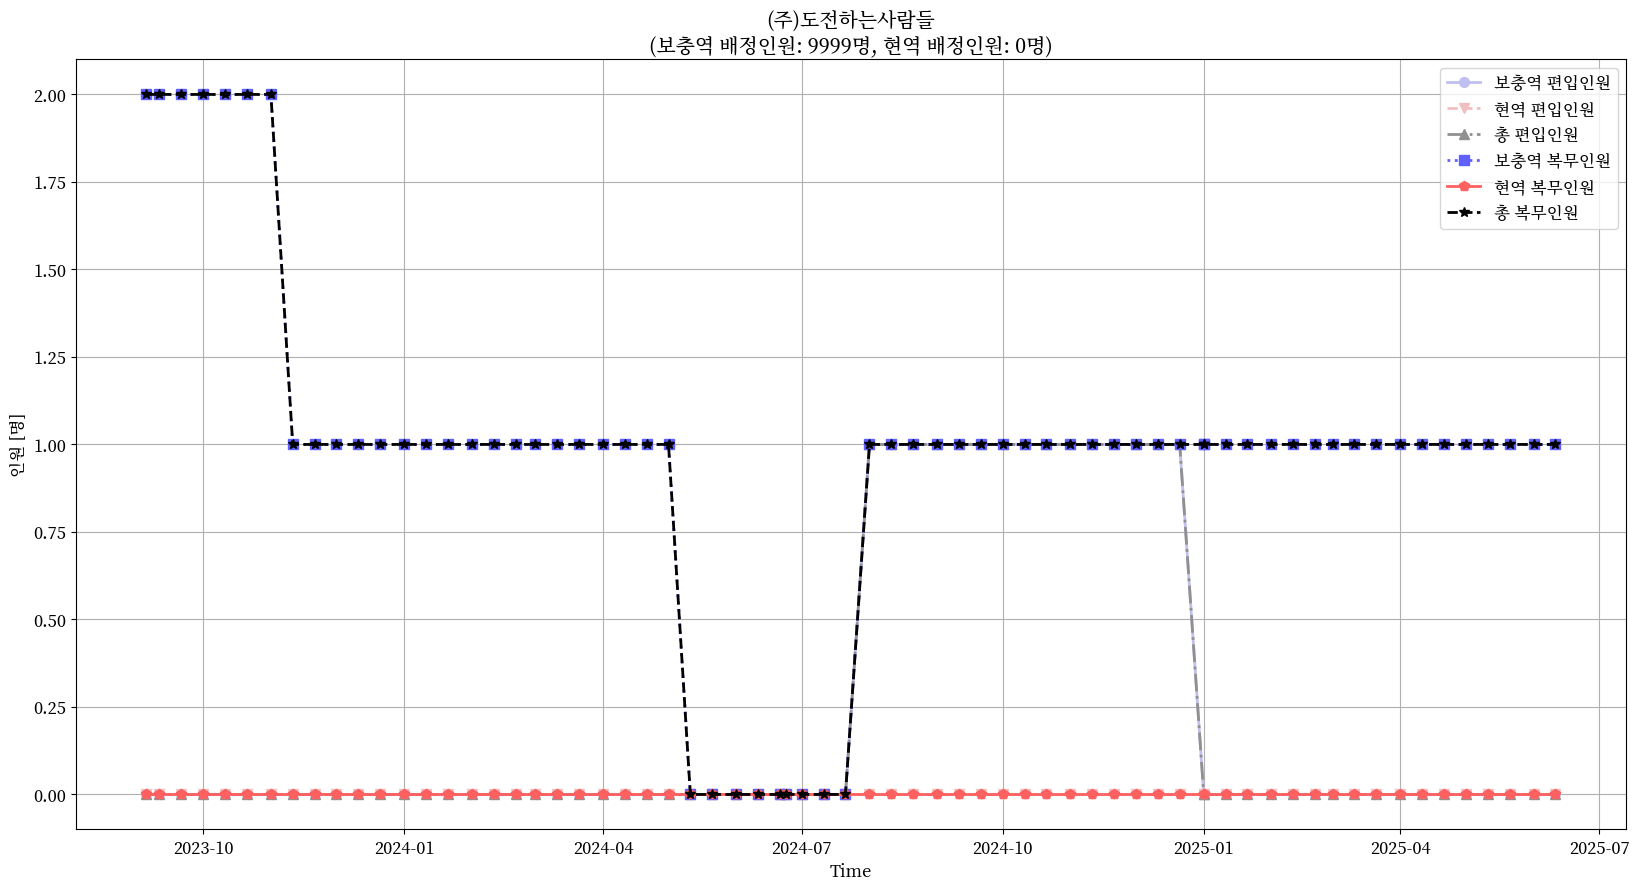 (주)도전하는사람들
(보충역 배정인원: 9999명, 현역 배정인원: 0명)
보충역 편입인원
현역 편입인원
총 편입인원
보충역 복무인원
현역 복무인원
총 복무인원
인원 [명]
2.00
1.75
1.50
1.25
1.00
0.75
0.50
0.25
0.00
2023-10 2024-01 2024-04 2024-07 2024-10 2025-01 2025-04 2025-07
Time